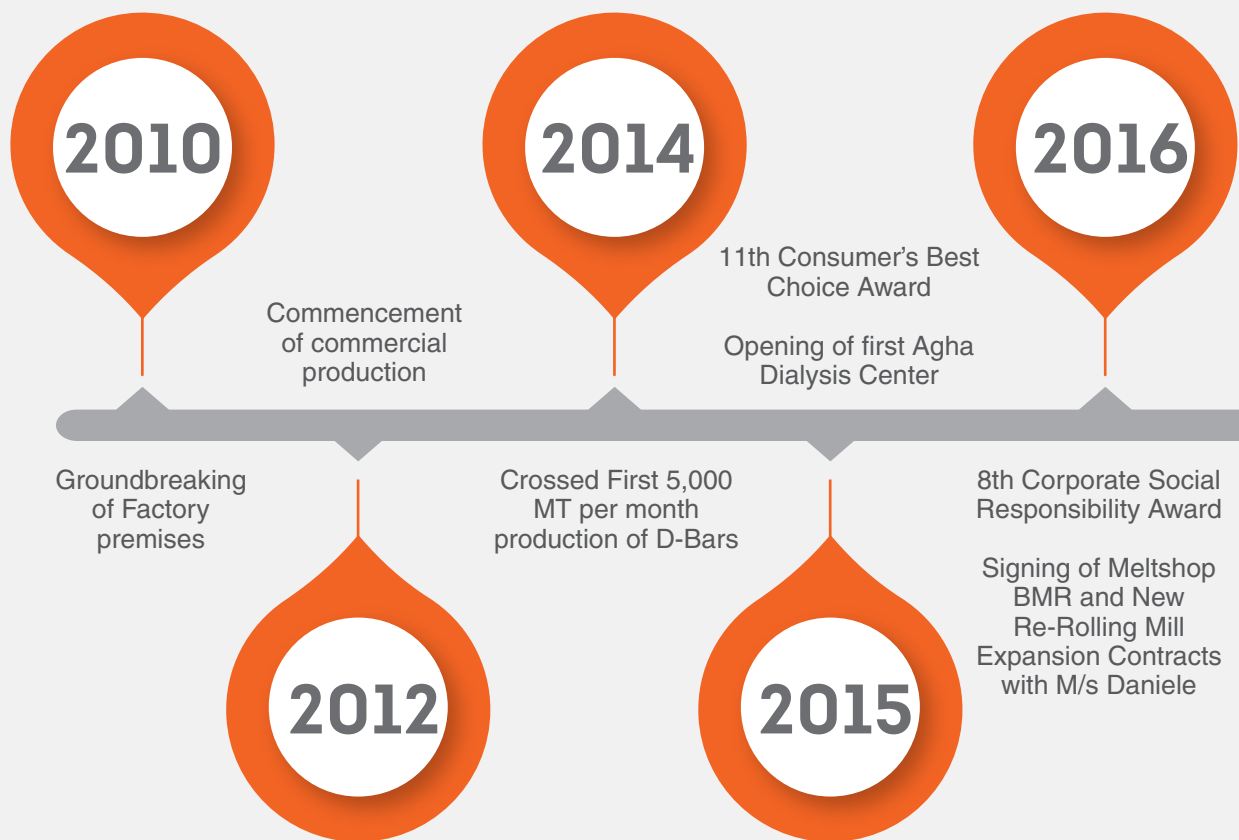 2010
Groundbreaking
of Factory
premises
Commencement
of commercial
production
2012
2014
Crossed First 5,000
MT per month
production of D-Bars
11th Consumer’s Best
Choice Award
Opening of first Agha
Dialysis Center
2015
2016
8th Corporate Social
Responsibility Award
Signing of Meltshop
BMR and New
Re-Rolling Mill
Expansion Contracts
with M/s Daniele